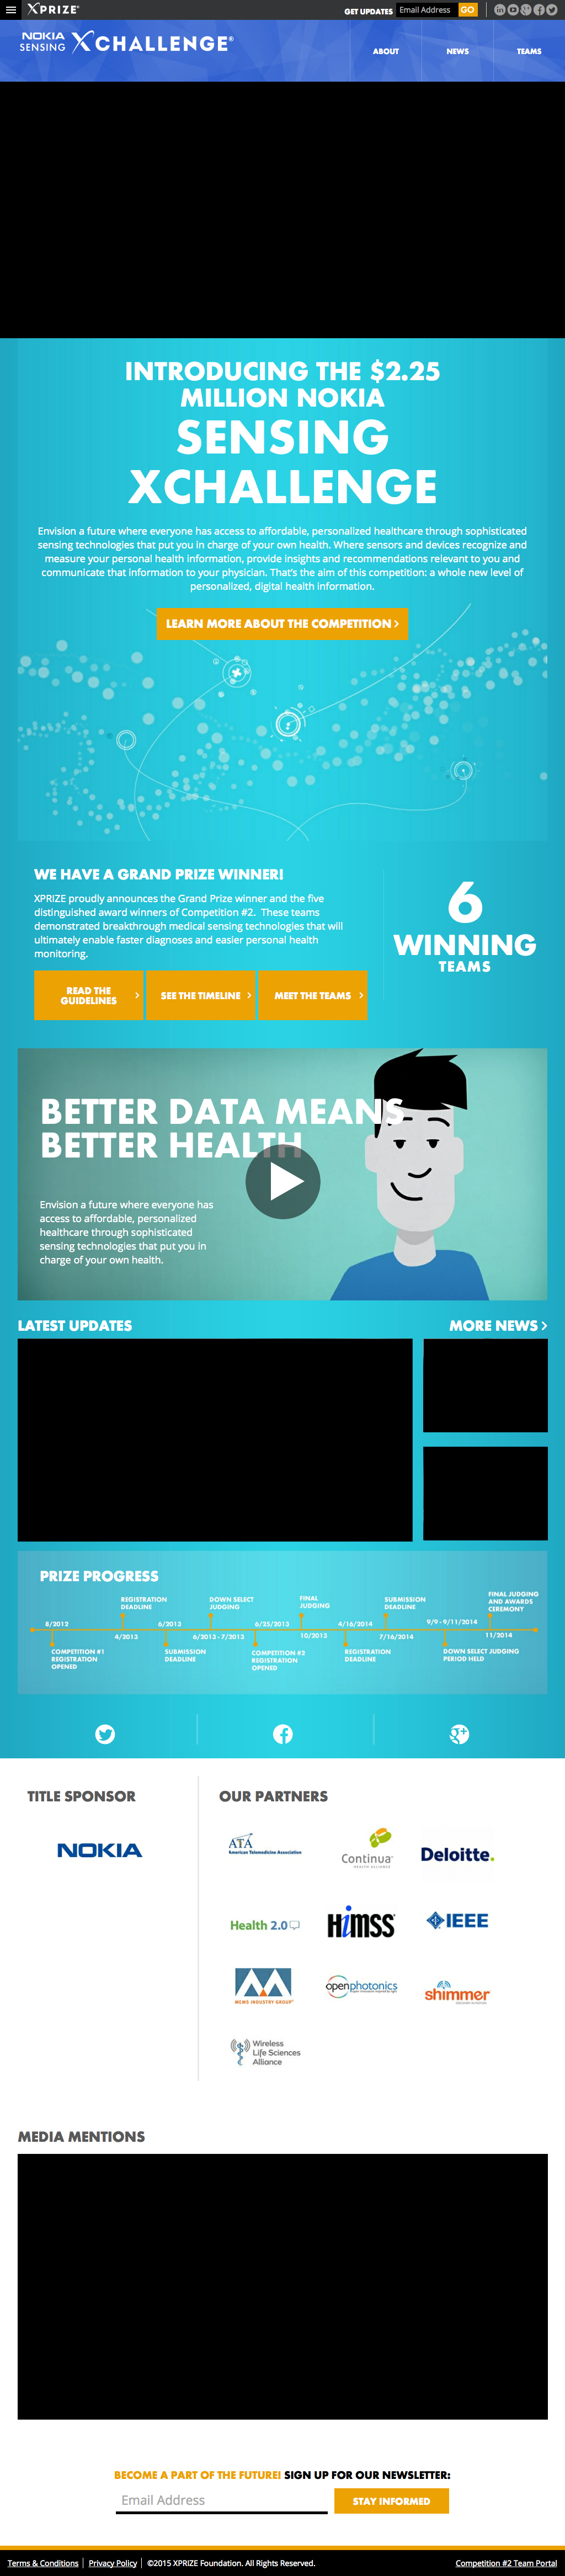 XPRIZE
GET UPDATES Email Address GO
NOKIA
SENSING XCHALLENGE®
ABOUT NEWS TEAMS
INTRODUCING THE $2.25
MILLION NOKIA
SENSING
XCHALLENGE
Envision a future where everyone has access to affordable, personalized healthcare through sophisticated
sensing technologies that put you in charge of your own health. Where sensors and devices recognize and
measure your personal health information, provide insights and recommendations relevant to you and
communicate that information to your physician. That's the aim of this competition: a whole new level of
personalized, digital health information.
LEARN MORE ABOUT THE COMPETITION >
WE HAVE A GRAND PRIZE WINNER!
XPRIZE proudly announces the Grand Prize winner and the five
distinguished award winners of Competition #2. These teams
demonstrated breakthrough medical sensing technologies that will
ultimately enable faster diagnoses and easier personal health
monitoring.
READ THE
GUIDELINES >
SEE THE TIMELINE >
MEET THE TEAMS >
6
WINNING
TEAMS
BETTER DATA MEANS
BETTER HEALTH
Envision a future where everyone has
access to affordable, personalized
healthcare through sophisticated
sensing technologies that put you in
charge of your own health.
LATEST UPDATES
MORE NEWS >
PRIZE PROGRESS
8/2012
COMPETITION #1
REGISTRATION
OPENED
REGISTRATION
DEADLINE
4/2013
6/2013
SUBMISSION
DEADLINE
DOWN SELECT
JUDGING
6/2013 - 7/2013
6/25/2013
COMPETITION #2
REGISTRATION
OPENED
FINAL
JUDGING
10/2013
4/16/2014
REGISTRATION
DEADLINE
SUBMISSION
DEADLINE
7/16/2014
9/9 - 9/11/2014
DOWN SELECT JUDGING
PERIOD HELD
FINAL JUDGING
AND AWARDS
CEREMONY
11/2014
TITLE SPONSOR
NOKIA
OUR PARTNERS
ATA
American Telemedicine Association
Continua
HEALTH ALLIANCE
Deloitte.
Health 2.0
HIMSS
IEEE
MEMS INDUSTRY GROUP
openphotonics
shimmer
Wireless
Life Sciences
Alliance
MEDIA MENTIONS
BECOME A PART OF THE FUTURE! SIGN UP FOR OUR NEWSLETTER:
Email Address
STAY INFORMED
Terms & Conditions | Privacy Policy | ©2015 XPRIZE Foundation. All Rights Reserved.
Competition #2 Team Portal